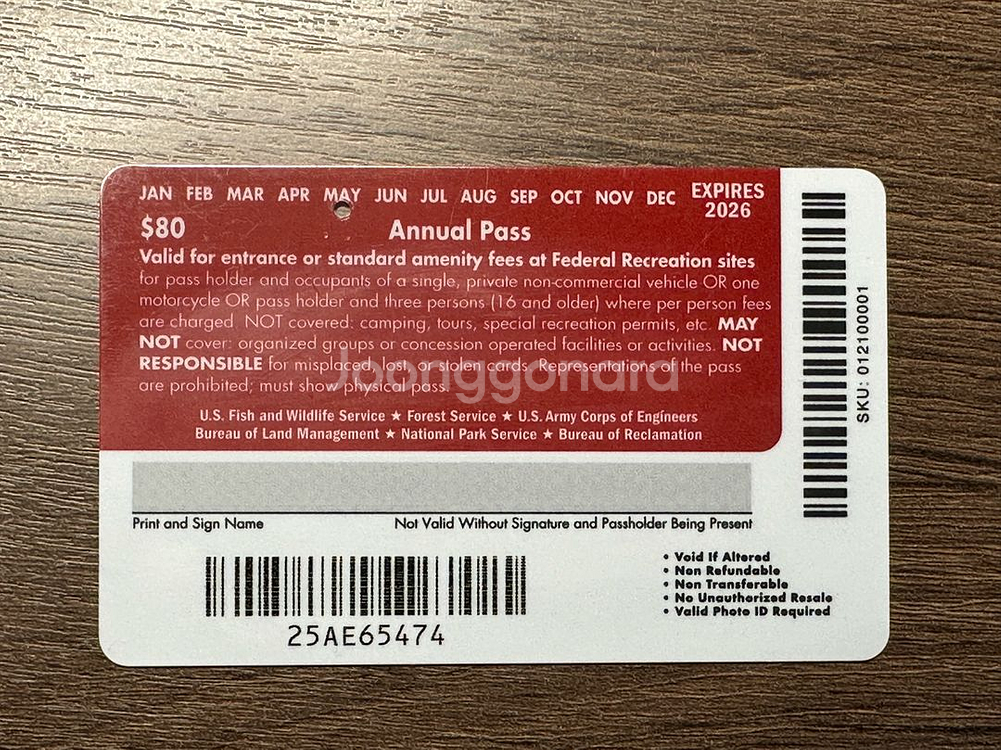 JAN FEB MAR APR MAY JUN JUL AUG SEP OCT NOV DEC EXPIRES 2026
$80 Annual Pass
Valid for entrance or standard amenity fees at Federal Recreation sites
for pass holder and occupants of a single, private non-commercial vehicle OR one
motorcycle OR pass holder and three persons (16 and older) where per person fees
are charged NOT covered: camping, tours, special recreation permits, etc. MAY
NOT cover: organized groups or concession operated facilities or activities. NOT
RESPONSIBLE for misplaced, lost, or stolen cards. Representations of the pass
are prohibited; must show physical pass.
Joonggonara
U.S. Fish and Wildlife Service ★ Forest Service ★ U.S. Army Corps of Engineers
Bureau of Land Management ★ National Park Service ★ Bureau of Reclamation
SKU: 012100001
Print and Sign Name
Not Valid Without Signature and Passholder Being Present
25AE65474
• Void If Altered
• Non Refundable
• Non Transferable
• No Unauthorized Resale
• Valid Photo ID Required